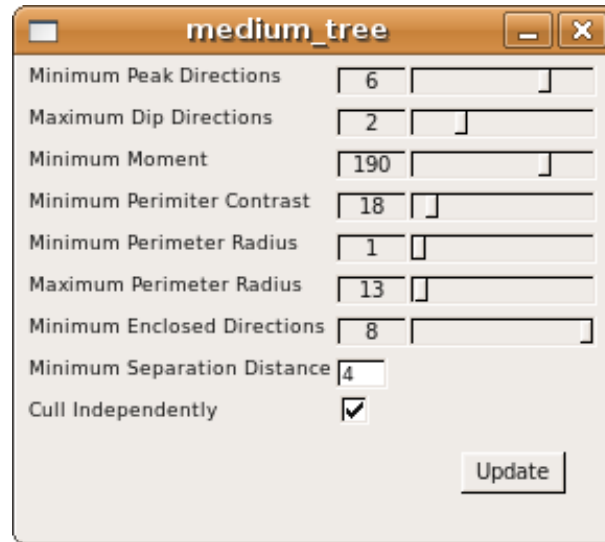 medium_tree
Minimum Peak Directions 6
Maximum Dip Directions 2
Minimum Moment 190
Minimum Perimiter Contrast 18
Minimum Perimeter Radius 1
Maximum Perimeter Radius 13
Minimum Enclosed Directions 8
Minimum Separation Distance 4
Cull Independently
Update